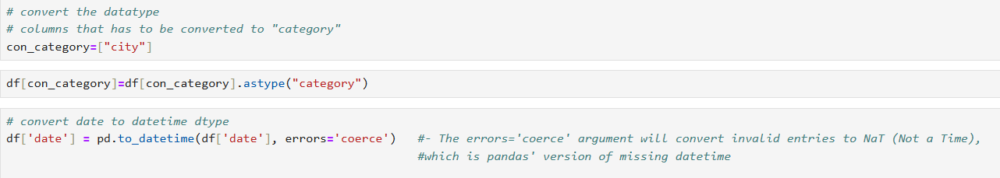 # convert the datatype
# columns that has to be converted to "category"
con_category=["city"]
df[con_category]=df[con_category].astype("category")
# convert date to datetime dtype
df['date'] = pd.to_datetime(df['date'], errors='coerce')   #- The errors='coerce' argument will convert invalid entries to NaT (Not a Time),
#which is pandas' version of missing datetime